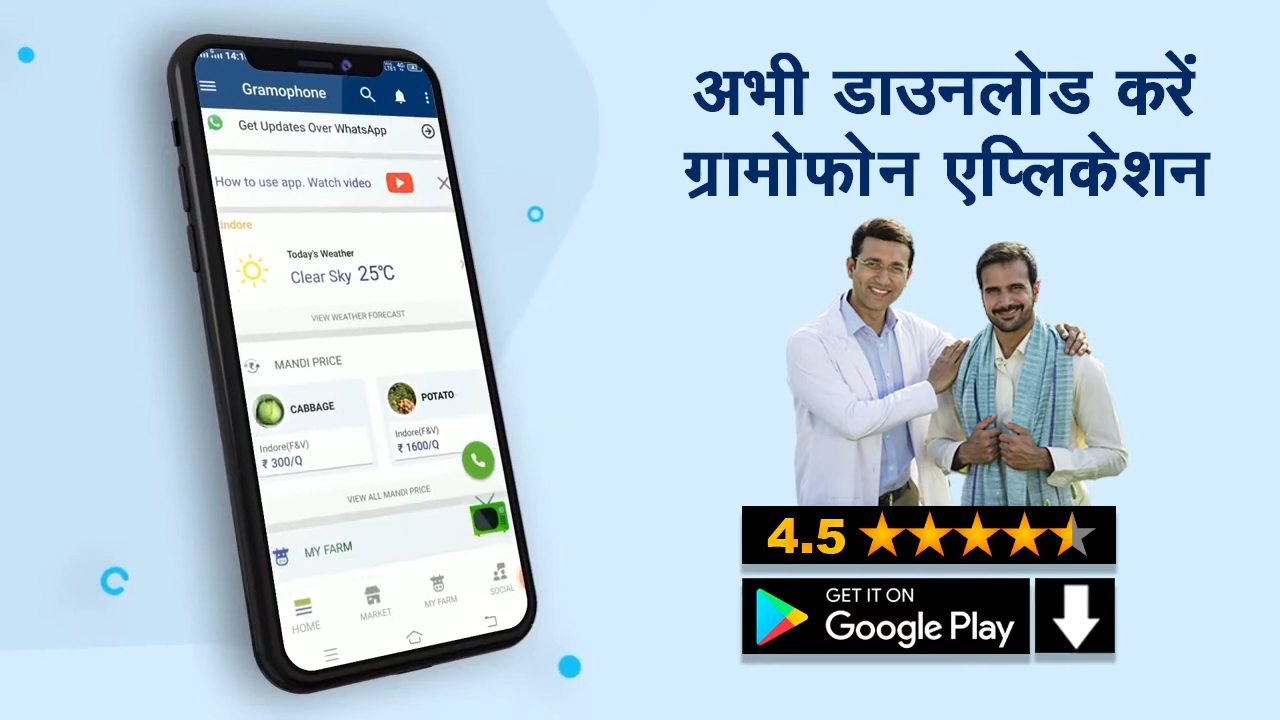 14:1
Gramophone
Get Updates Over WhatsApp
How to use app. Watch video
Indore
Today's Weather
Clear Sky 25℃
VIEW WEATHER FORECAST
MANDI PRICE
CABBAGE
Indore(F&V)
₹ 300/Q
POTATO
Indore(F&V)
₹ 1600/Q
VIEW ALL MANDI PRICE
MY FARM
HOME
MARKET
MY FARM
SOCIAL
अभी डाउनलोड करें
ग्रामोफोन एप्लिकेशन
4.5
GET IT ON
Google Play